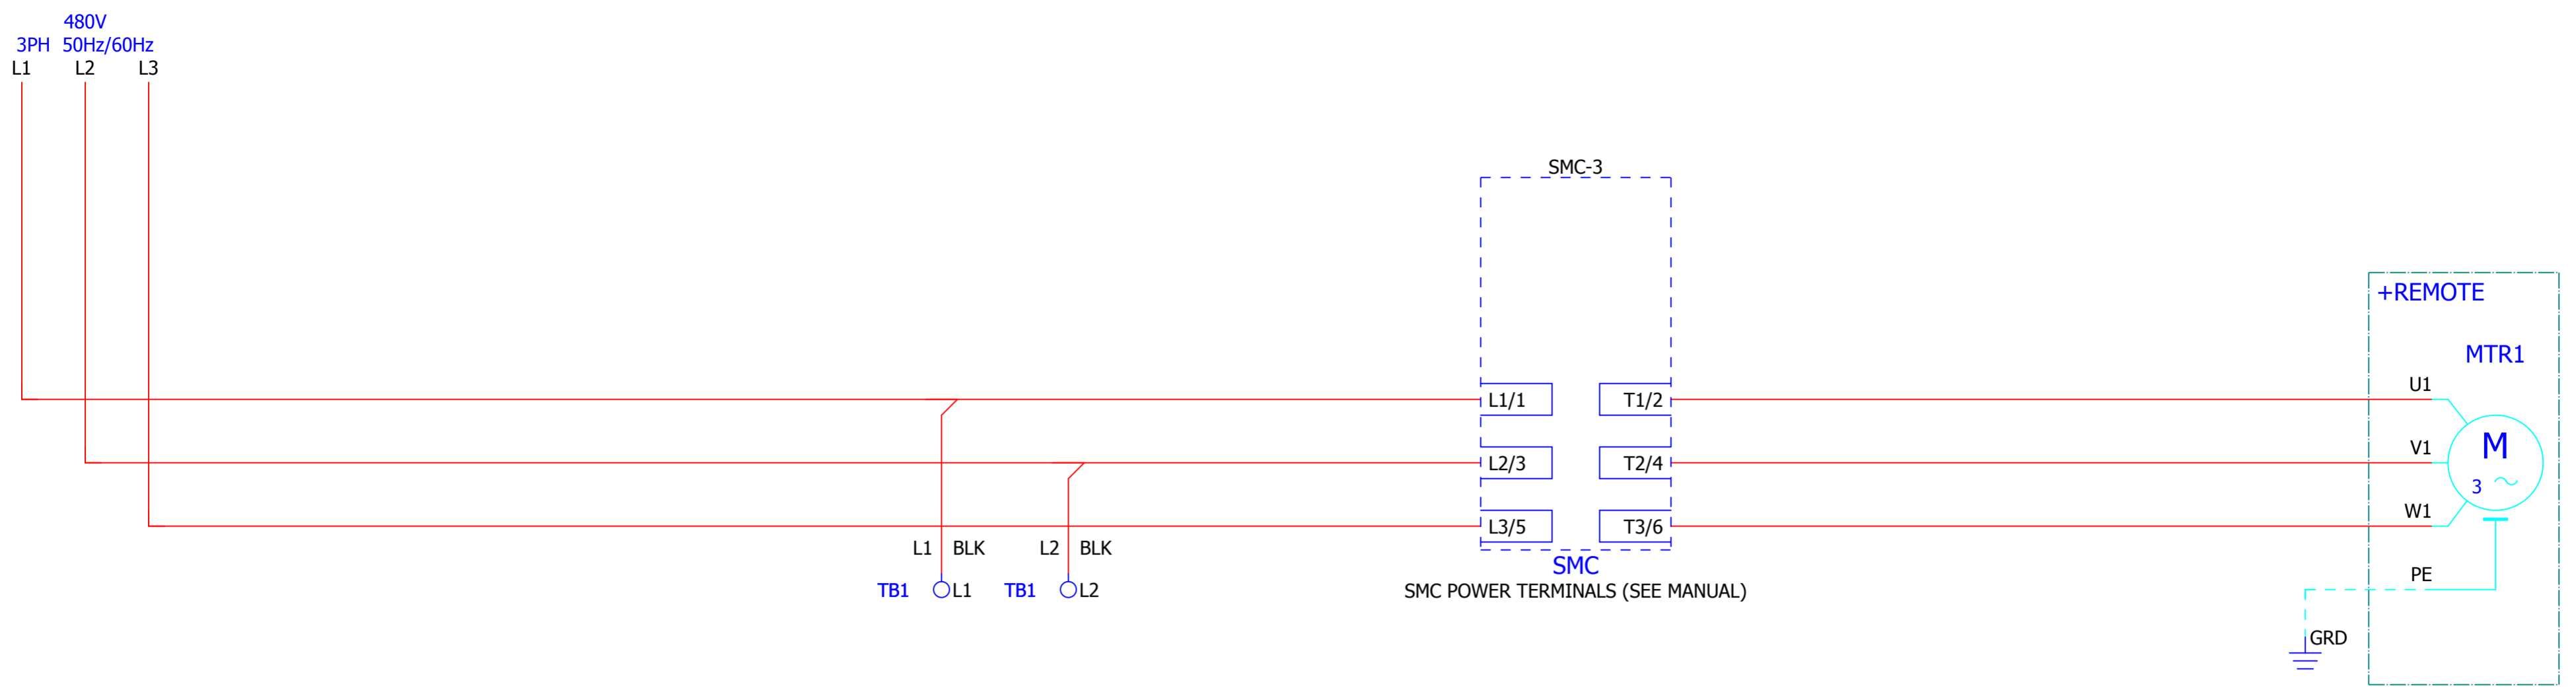 480V
3PH 50Hz/60Hz
L1 L2 L3
SMC-3
+REMOTE
MTR1
U1
L1/1 T1/2
M
V1
L2/3 T2/4
3
W1
L3/5 T3/6
L1 BLK L2 BLK
SMC
PE
TB1 L1 TB1 L2
SMC POWER TERMINALS (SEE MANUAL)
GRD